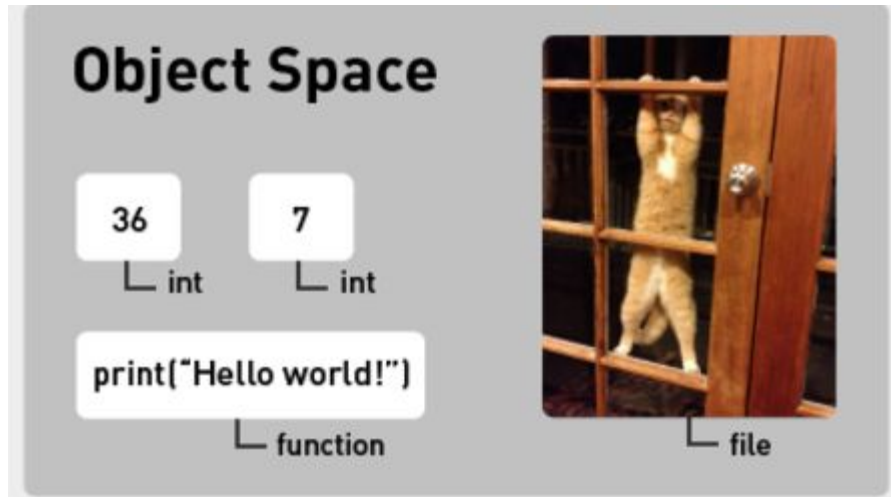 Object Space
36
7
int
int
print(“Hello world!”)
function
file